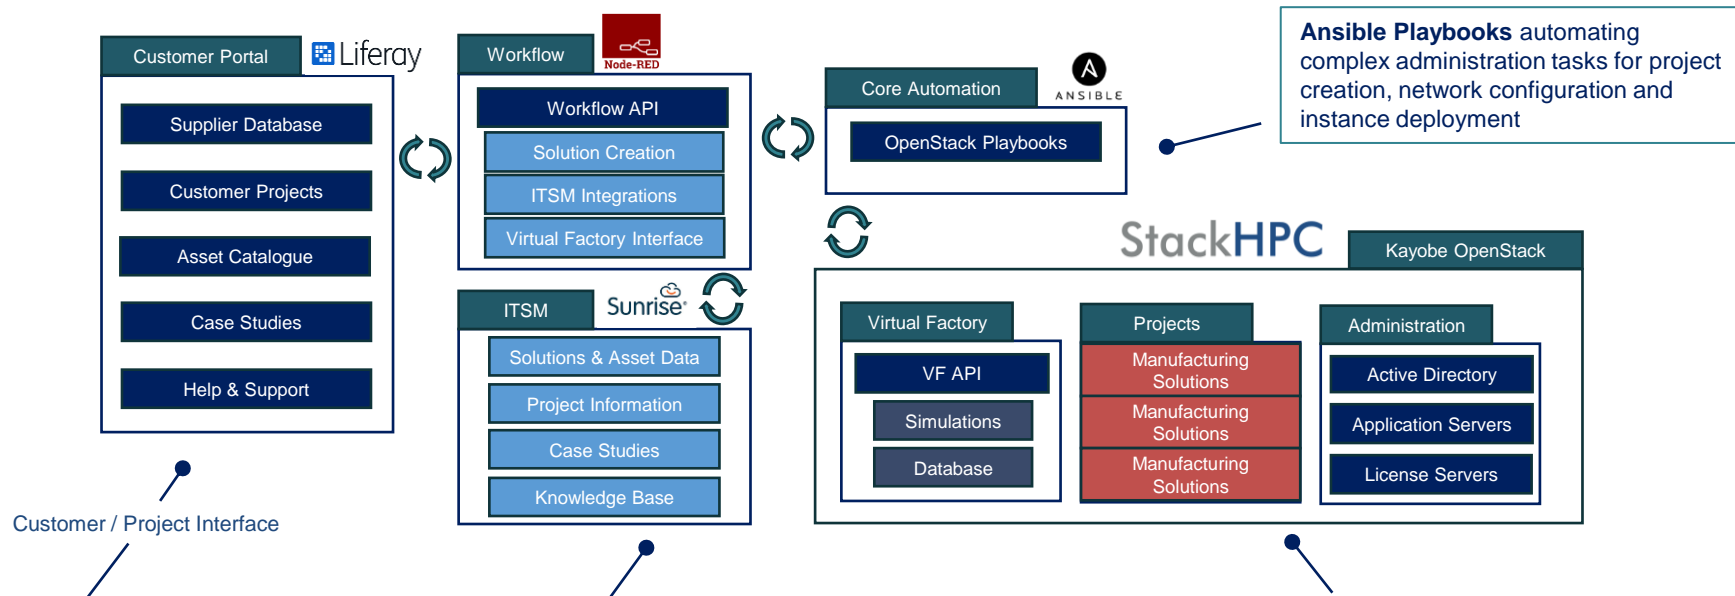 Customer Portal
Liferay
Supplier Database
Customer Projects
Asset Catalogue
Case Studies
Help & Support
Customer / Project Interface
Workflow
Node-RED
Workflow API
Solution Creation
ITSM Integrations
Virtual Factory Interface
ITSM
Sunrise
Solutions & Asset Data
Project Information
Case Studies
Knowledge Base
Core Automation
ANSIBLE
OpenStack Playbooks
Ansible Playbooks automating
complex administration tasks for project
creation, network configuration and
instance deployment
StackHPC
Kayobe OpenStack
Virtual Factory
VF API
Simulations
Database
Projects
Manufacturing
Solutions
Manufacturing
Solutions
Manufacturing
Solutions
Administration
Active Directory
Application Servers
License Servers